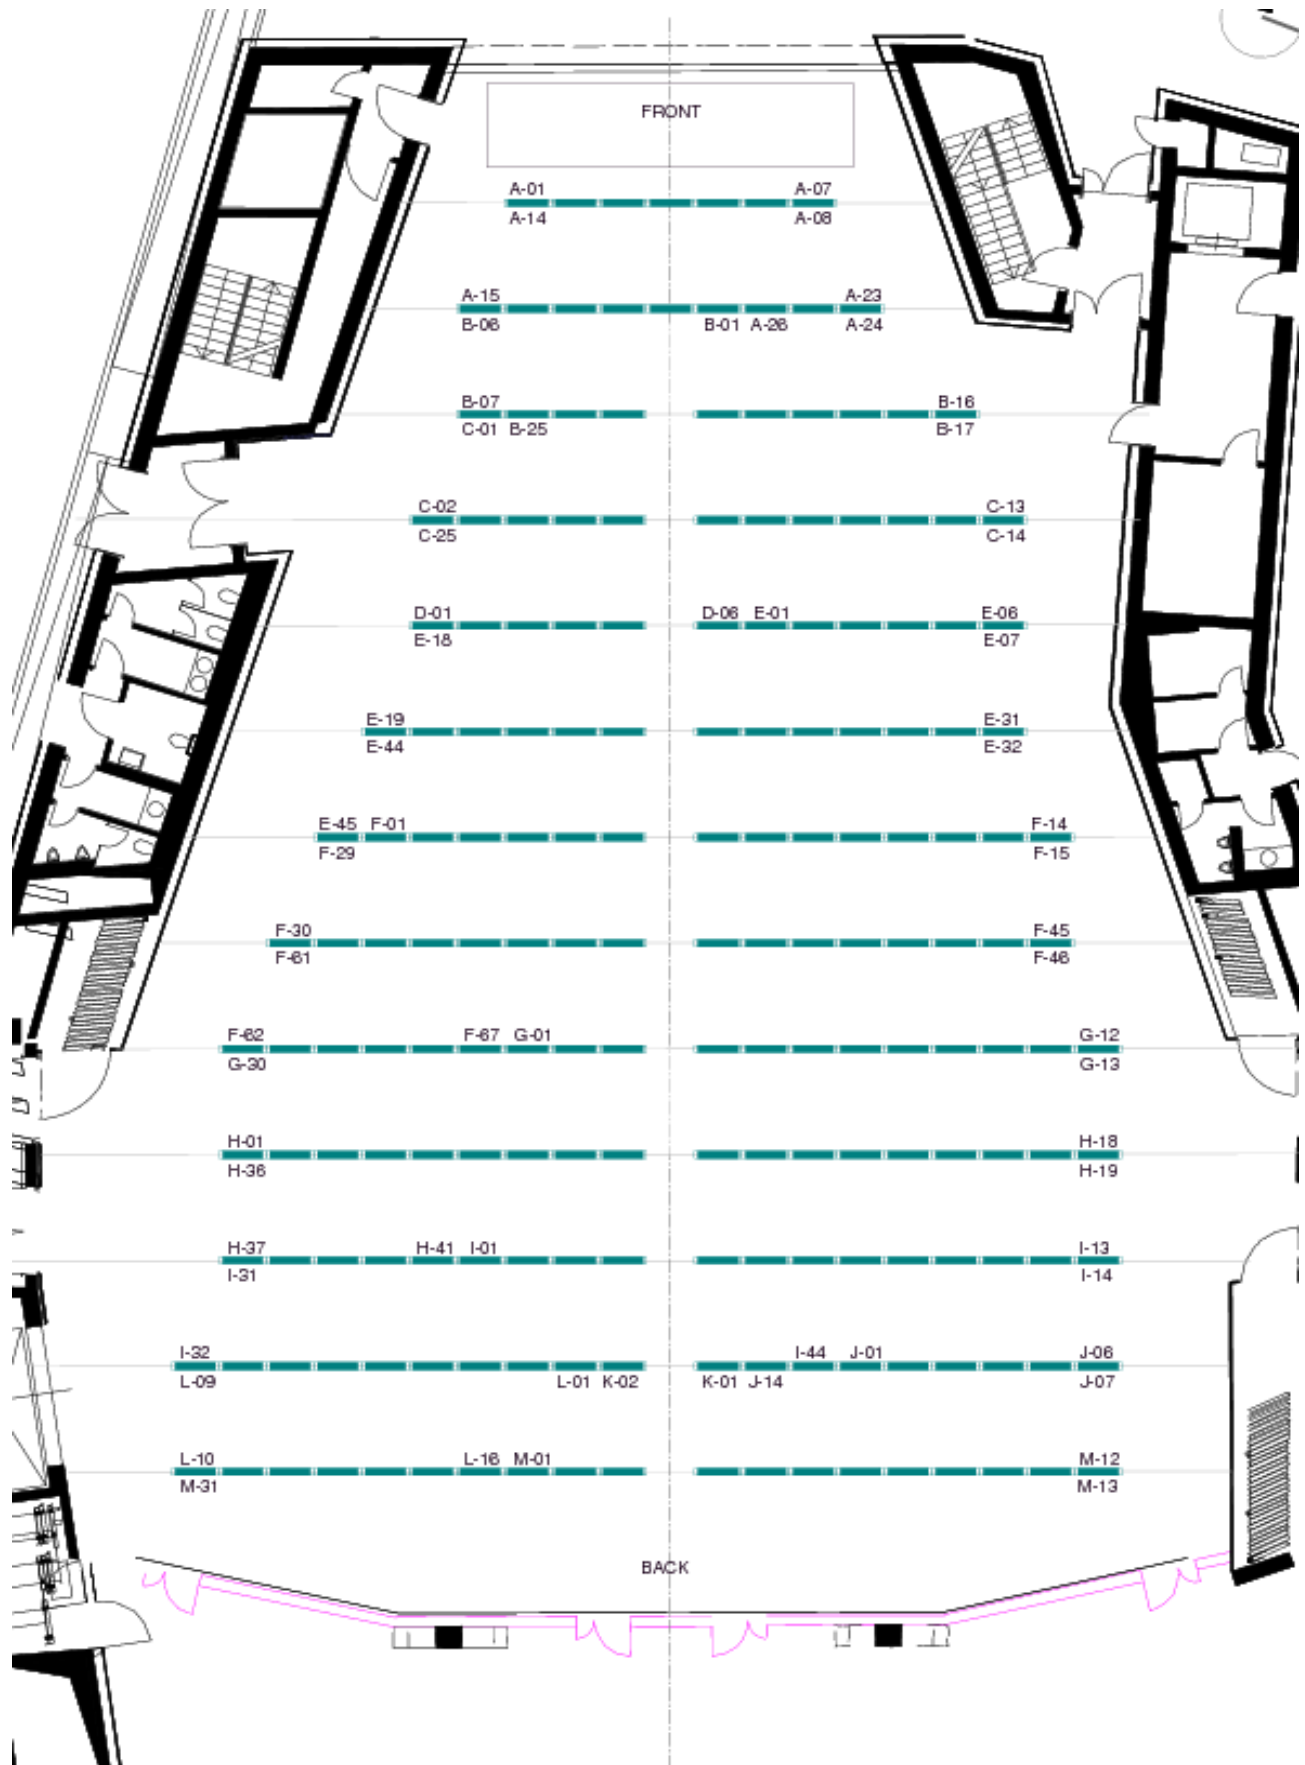 FRONT
A-01 A-07
A-14 A-08
A-15 A-23
B-06 B-01 A-26 A-24
B-07 B-16
C-01 B-25 B-17
C-02 C-13
C-25 C-14
D-01 D-06 E-01 E-06
E-18 E-07
E-19 E-31
E-44 E-32
E-45 F-01 F-14
F-29 F-15
F-30 F-45
F-61 F-46
F-62 F-67 G-01 G-12
G-30 G-13
H-01 H-18
H-36 H-19
H-37 H-41 I-01 I-13
I-31 I-14
I-32 I-44 J-01 J-06
L-09 L-01 K-02 K-01 J-14 J-07
L-10 L-16 M-01 M-12
M-31 M-13
BACK